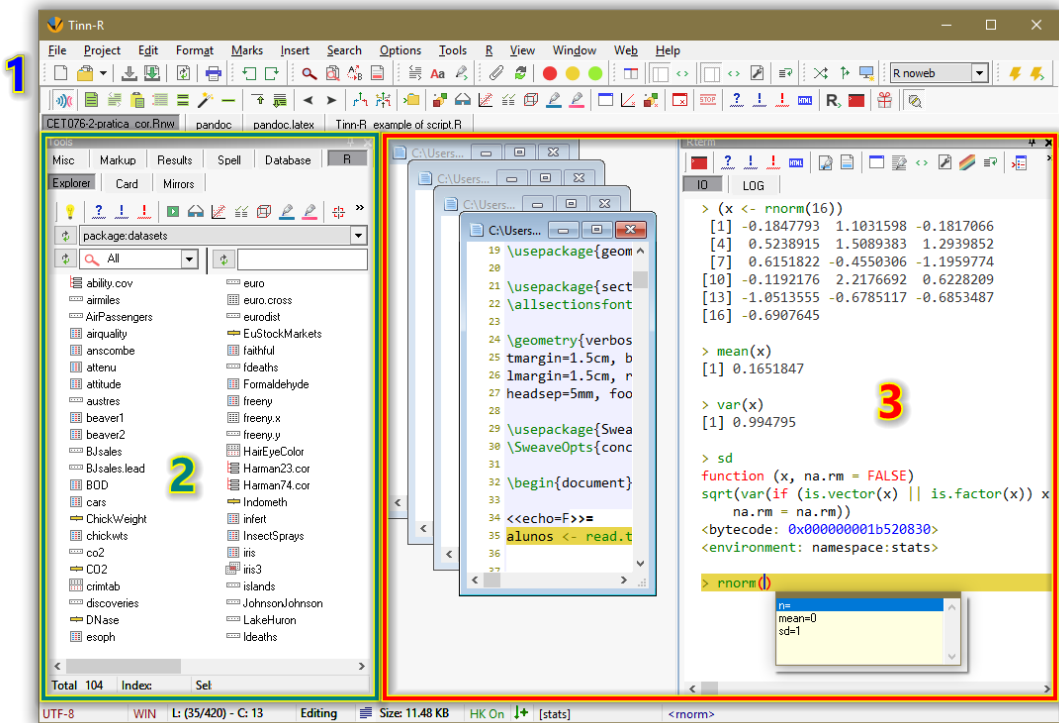 Tinn-R
File Project Edit Format Marks Insert Search Options Tools R View Window Web Help
1
R noweb
CET076-2-pratica_cor.Rnw pandoc pandoc.latex Tinn-R_example of script.R
Tools
Misc Markup Results Spell Database R
Explorer Card Mirrors
package:datasets
All
ability.cov
airmiles
AirPassengers
airquality
anscombe
attenu
attitude
austres
beaver1
beaver2
BJsales
BJsales.lead
BOD
cars
ChickWeight
chickwts
co2
CO2
crimtab
discoveries
DNase
esoph
euro
euro.cross
eurodist
EuStockMarkets
faithful
fdeaths
Formaldehyde
freeny
freeny.x
freeny.y
HairEyeColor
Harman23.cor
Harman74.cor
Indometh
infert
InsectSprays
iris
iris3
islands
JohnsonJohnson
LakeHuron
ldeaths
2
Total 104 Index: Sel:
C:\Users...
C:\Users...
C:\Users...
C:\Users...
19 \usepackage{geom
20
21 \usepackage{sect
22 \allsectionsfont
23
24 \geometry{verbos
25 tmargin=1.5cm, b
26 lmargin=1.5cm, r
27 headsep=5mm, foo
28
29 \usepackage{Swea
30 \SweaveOpts{conc
31
32 \begin{document}
33
34 <<echo=F>>=
35 alunos <- read.t
36
37
Rterm
IO LOG
> (x <- rnorm(16))
[1] -0.1847793 1.1031598 -0.1817066
[4] 0.5238915 1.5089383 1.2939852
[7] 0.6151822 -0.4550306 -1.1959774
[10] -0.1192176 2.2176692 0.6228209
[13] -1.0513555 -0.6785117 -0.6853487
[16] -0.6907645
> mean(x)
[1] 0.1651847
> var(x)
[1] 0.994795
> sd
function (x, na.rm = FALSE)
sqrt(var(if (is.vector(x) || is.factor(x)) x
na.rm = na.rm))
<bytecode: 0x000000001b520830>
<environment: namespace:stats>
> rnorm()
n=
mean=0
sd=1
3
UTF-8 WIN L: (35/420) - C: 13 Editing Size: 11.48 KB HK On [stats] <rnorm>